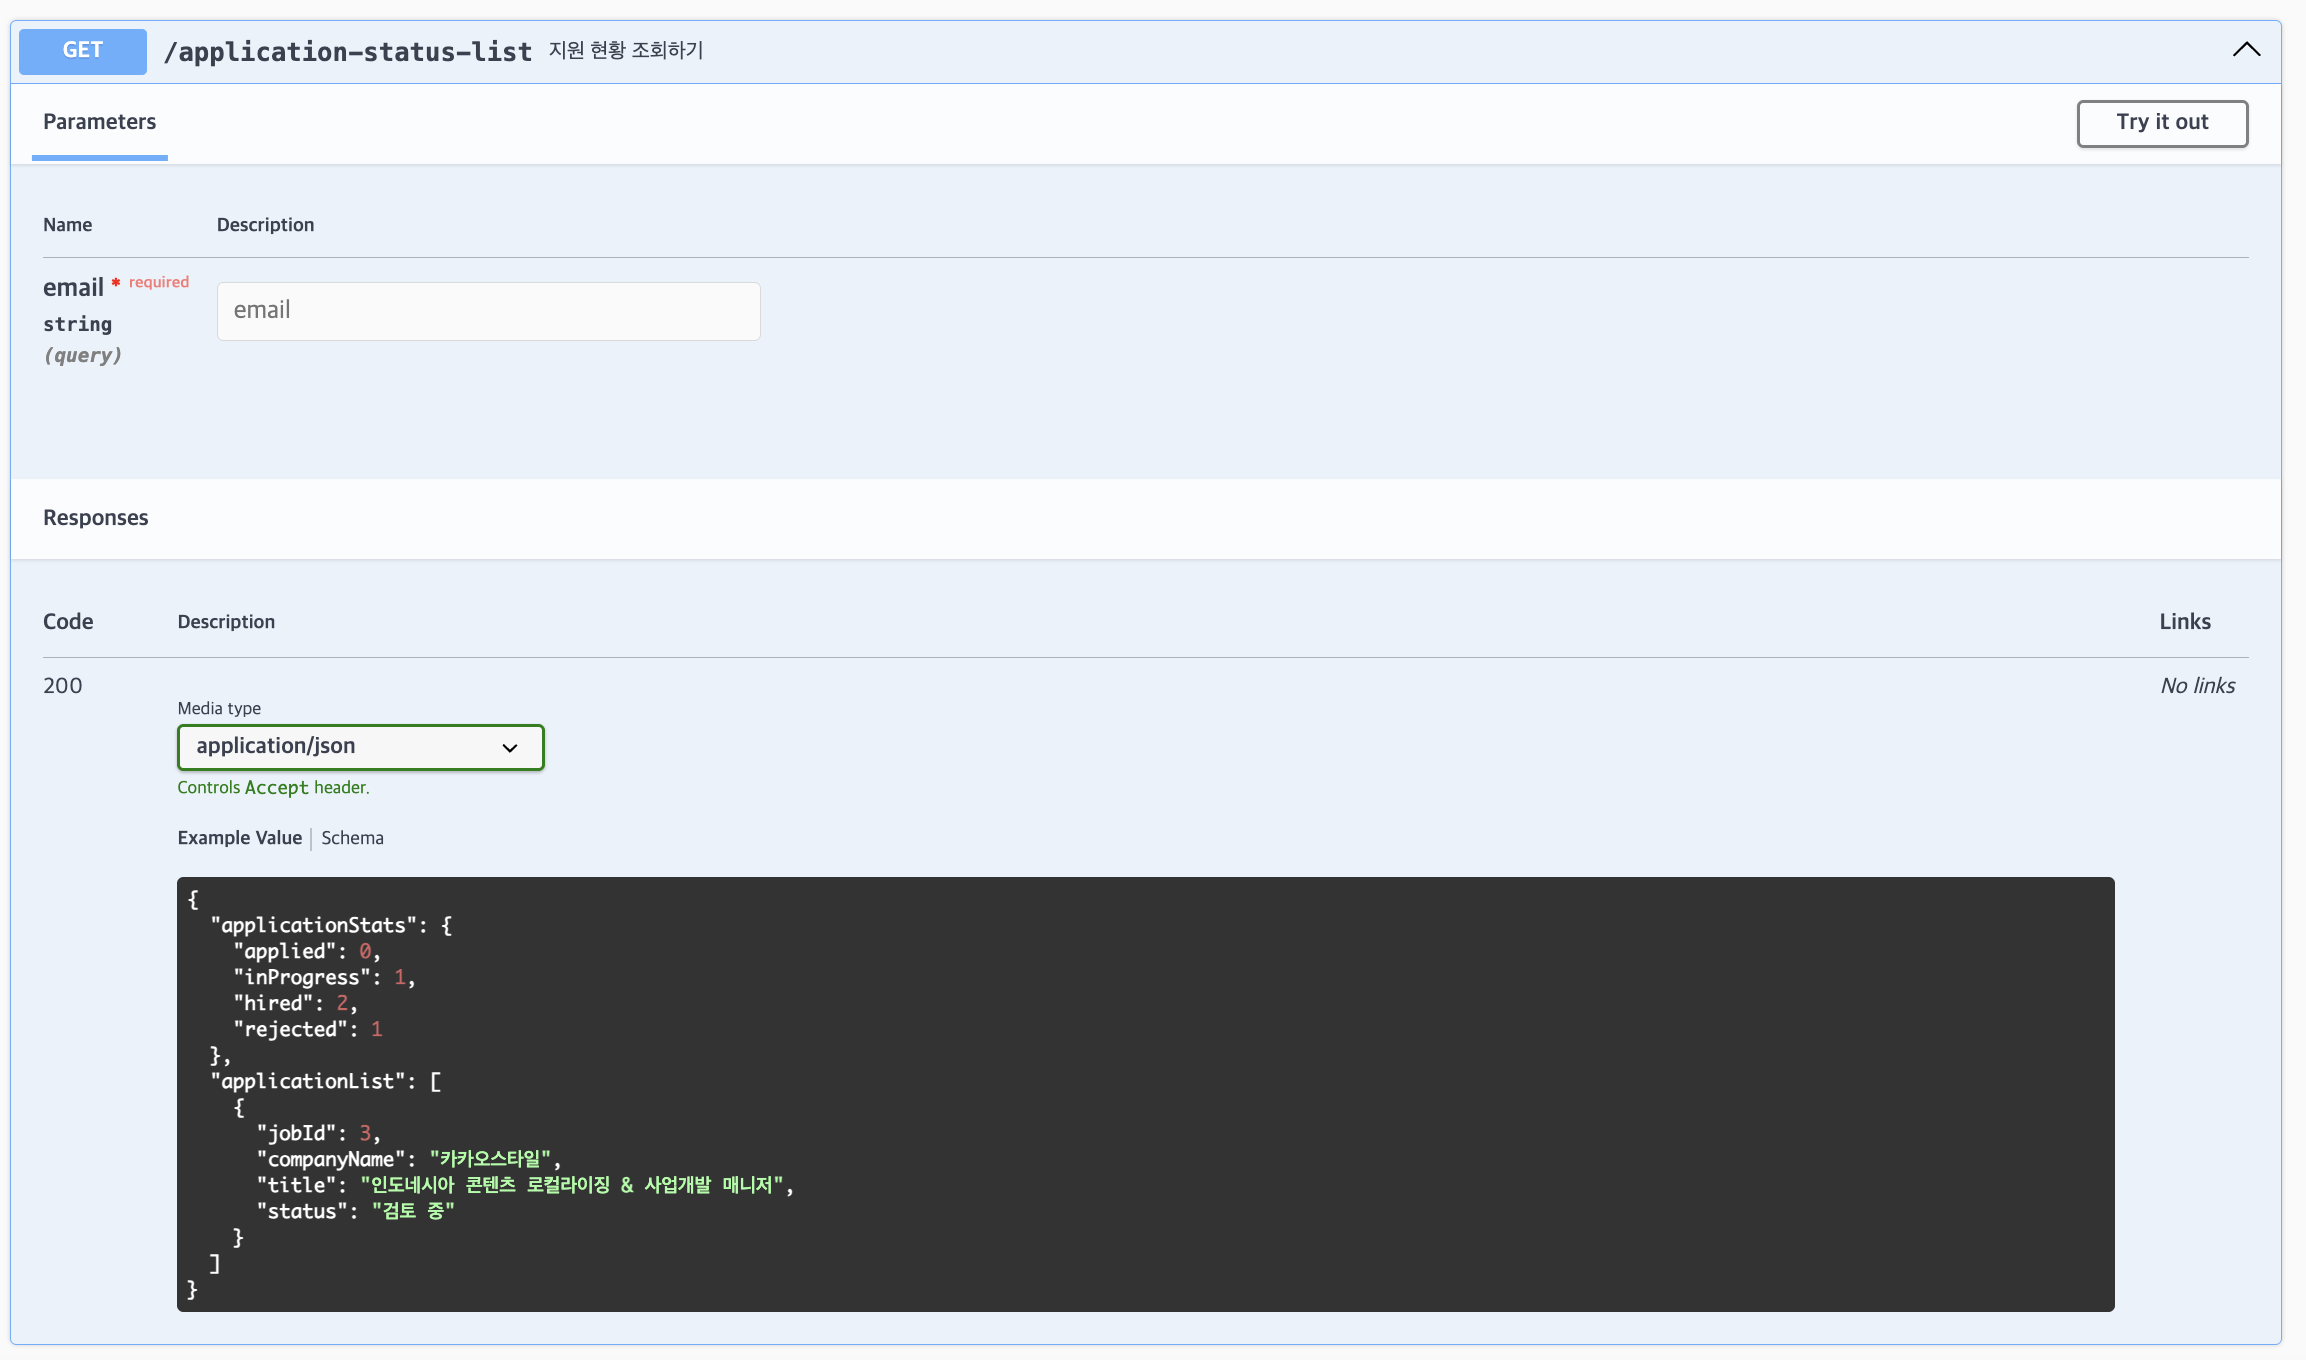 GET /application-status-list 지원 현황 조회하기
Parameters
Try it out
Name Description
email * required
string
(query)
email
Responses
Code Description Links
200
No links
Media type
application/json
Controls Accept header.
Example Value | Schema
{
  "applicationStats": {
    "applied": 0,
    "inProgress": 1,
    "hired": 2,
    "rejected": 1
  },
  "applicationList": [
    {
      "jobId": 3,
      "companyName": "카카오스타일",
      "title": "인도네시아 콘텐츠 로컬라이징 & 사업개발 매니저",
      "status": "검토 중"
    }
  ]
}